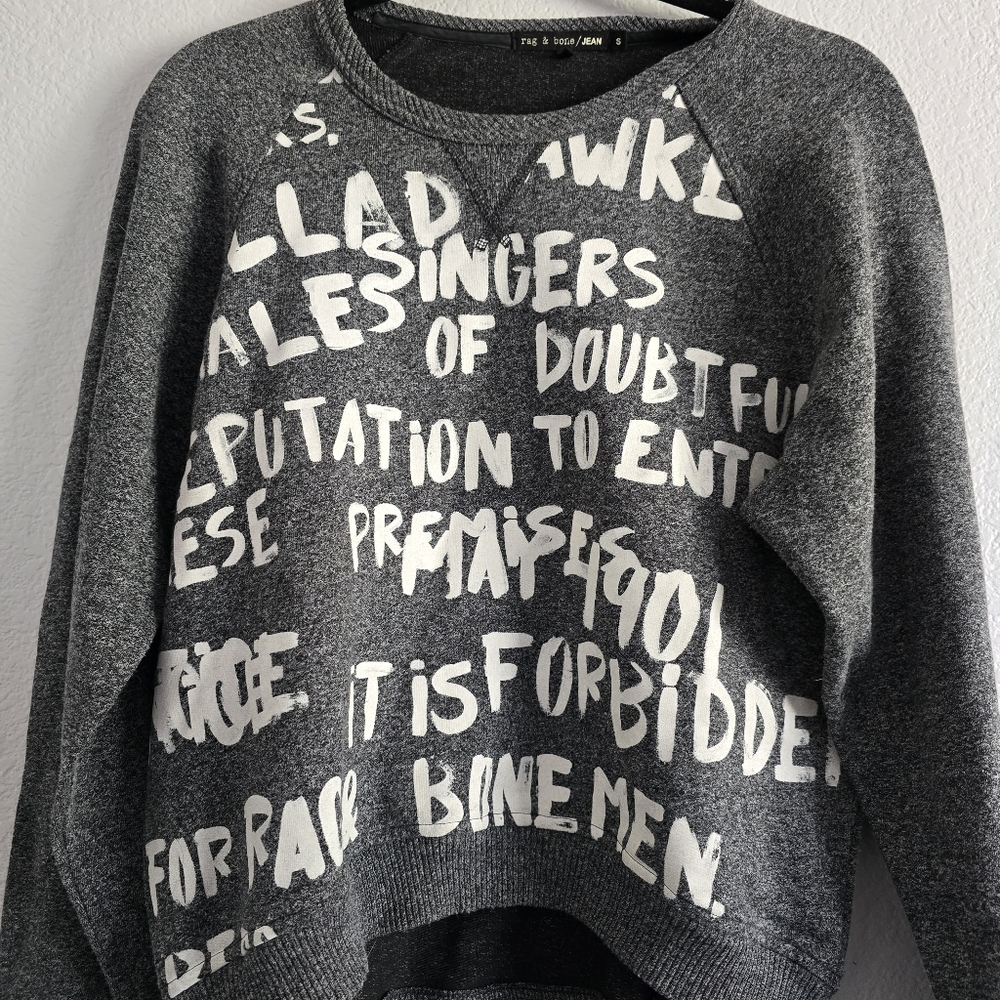 rag & bone/JEAN S
S.
AWKE
LLAD
SINGERS
ALES
OF DOUBTFU
EPUTATION TO ENTE
ESE PREMISES
MAY 1901
IT IS FORBIDDEN
FOR RAG BONE MEN.